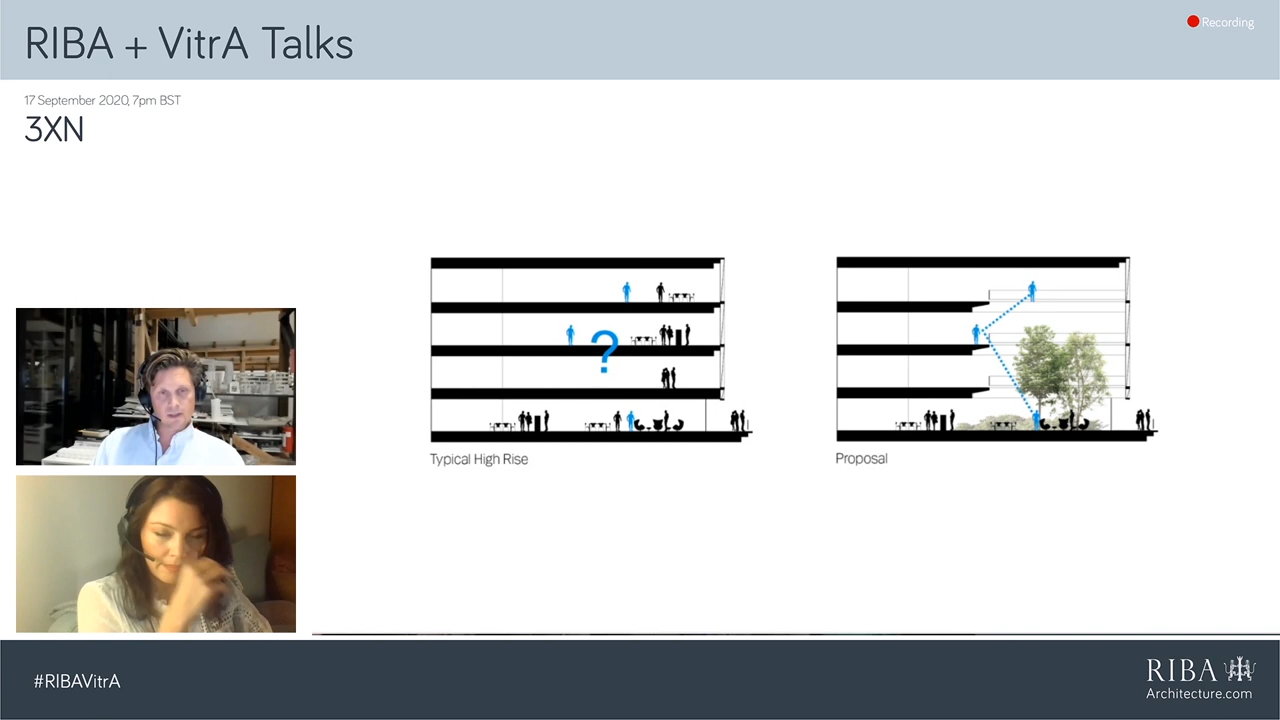 RIBA + VitrA Talks
Recording
17 September 2020, 7pm BST
3XN
?
Typical High Rise
Proposal
#RIBAVitrA
RIBA
Architecture.com